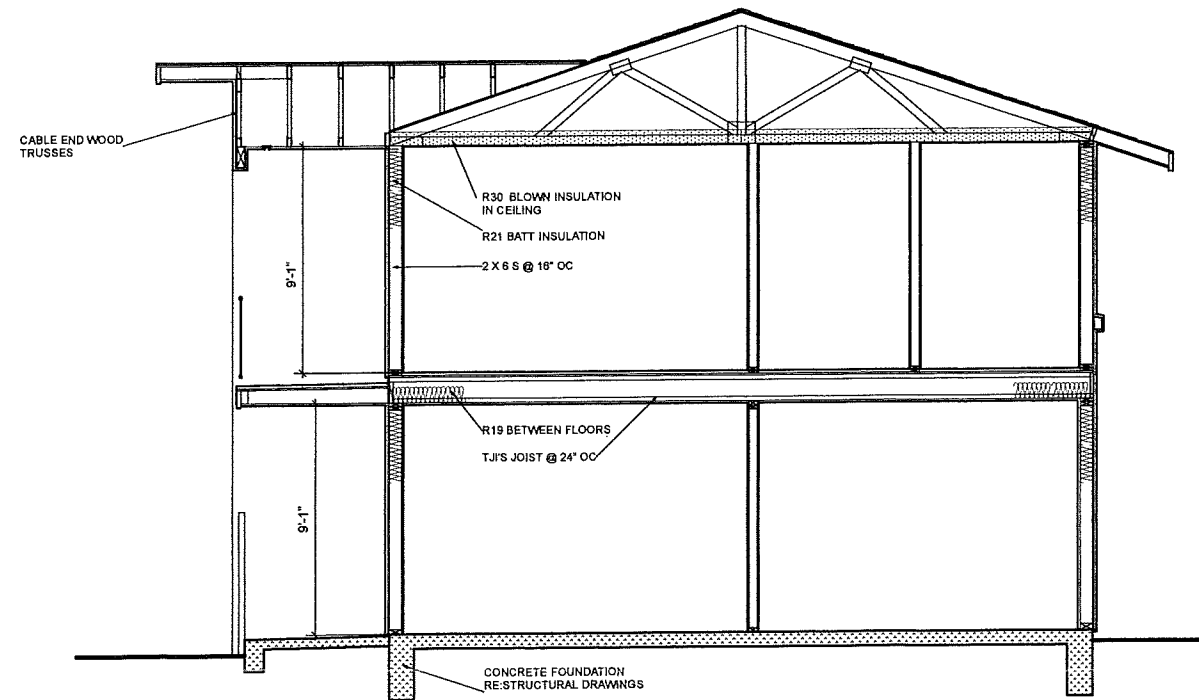 CABLE END WOOD
TRUSSES
R30 BLOWN INSULATION
IN CEILING
R21 BATT INSULATION
2 X 6 S @ 16" OC
9'-1"
R19 BETWEEN FLOORS
TJI'S JOIST @ 24" OC
9'-1"
CONCRETE FOUNDATION
RE:STRUCTURAL DRAWINGS